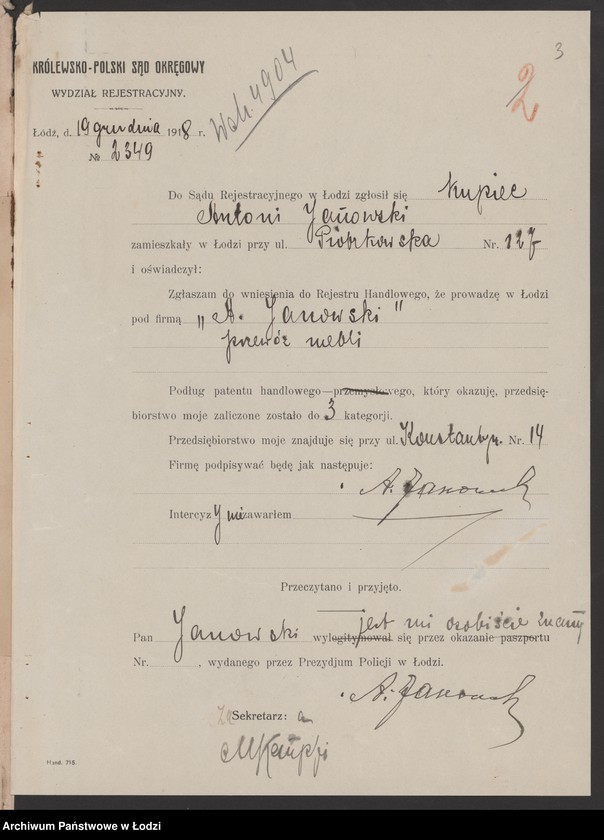 3
KRÓLEWSKO-POLSKI SĄD OKRĘGOWY
WYDZIAŁ REJESTRACYJNY.
4904
2
Łódź, d. 19 grudnia 1918 r.
№ 2349
Do Sądu Rejestracyjnego w Łodzi zgłosił się Kupiec
Antoni Janowski
zamieszkały w Łodzi przy ul. Piotrkowska Nr. 127
i oświadczył:
Zgłaszam do wniesienia do Rejestru Handlowego, że prowadzę w Łodzi
pod firmą „A. Janowski"
przewóz mebli
Podług patentu handlowego—przemysłowego, który okazuję, przedsię-
biorstwo moje zaliczone zostało do 3 kategorji.
Przedsiębiorstwo moje znajduje się przy ul. Konstantyn. Nr. 14
Firmę podpisywać będę jak następuje:
A. Janowski
Intercyzy nie zawarłem
Przeczytano i przyjęto.
jest mi osobiście znany
Pan Janowski wylegitymował się przez okazanie paszportu
Nr. , wydanego przez Prezydjum Policji w Łodzi.
A. Janowski
Sekretarz:
Hand. 715.
Archiwum Państwowe w Łodzi